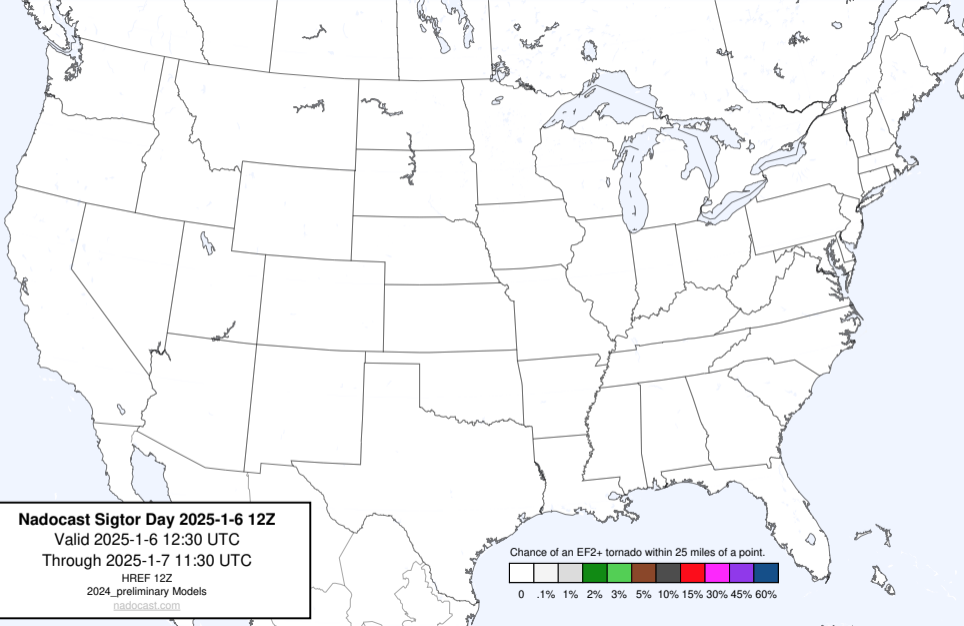 Nadocast Sigtor Day 2025-1-6 12Z
Valid 2025-1-6 12:30 UTC
Through 2025-1-7 11:30 UTC
HREF 12Z
2024_preliminary Models
nadocast.com
Chance of an EF2+ tornado within 25 miles of a point.
0 .1% 1% 2% 3% 5% 10% 15% 30% 45% 60%